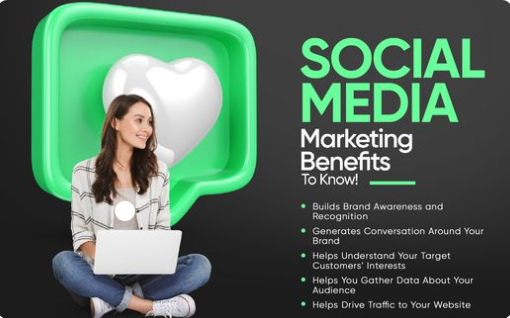 SOCIAL
MEDIA
Marketing
Benefits
To Know!
Builds Brand Awareness and
Recognition
Generates Conversation Around Your
Brand
Helps Understand Your Target
Customers' Interests
Helps You Gather Data About Your
Audience
Helps Drive Traffic to Your Website